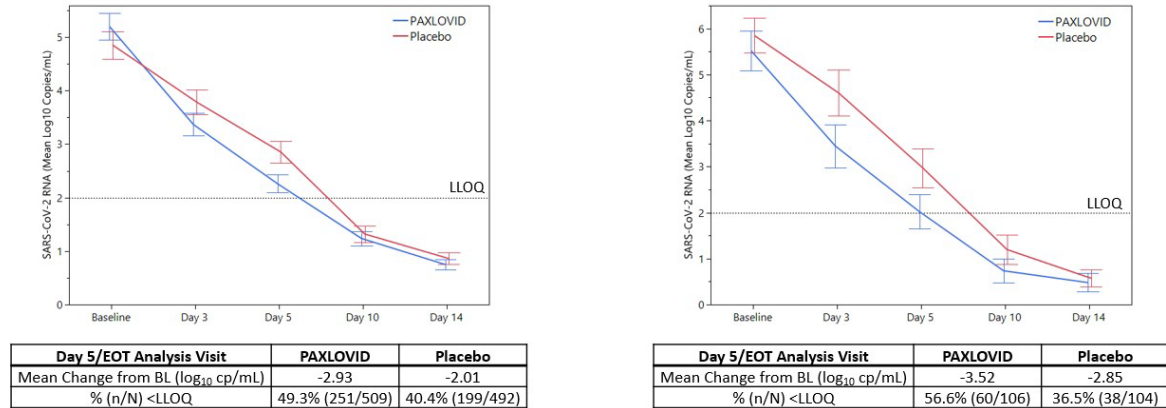 PAXLOVID
Placebo
SARS-CoV-2 RNA (Mean Log10 Copies/mL)
5
4
3
2
1
0
LLOQ
Baseline Day 3 Day 5 Day 10 Day 14
Day 5/EOT Analysis Visit PAXLOVID Placebo
Mean Change from BL (log10 cp/mL) -2.93 -2.01
% (n/N) <LLOQ 49.3% (251/509) 40.4% (199/492)
PAXLOVID
Placebo
SARS-CoV-2 RNA (Mean Log10 Copies/mL)
6
5
4
3
2
1
0
LLOQ
Baseline Day 3 Day 5 Day 10 Day 14
Day 5/EOT Analysis Visit PAXLOVID Placebo
Mean Change from BL (log10 cp/mL) -3.52 -2.85
% (n/N) <LLOQ 56.6% (60/106) 36.5% (38/104)